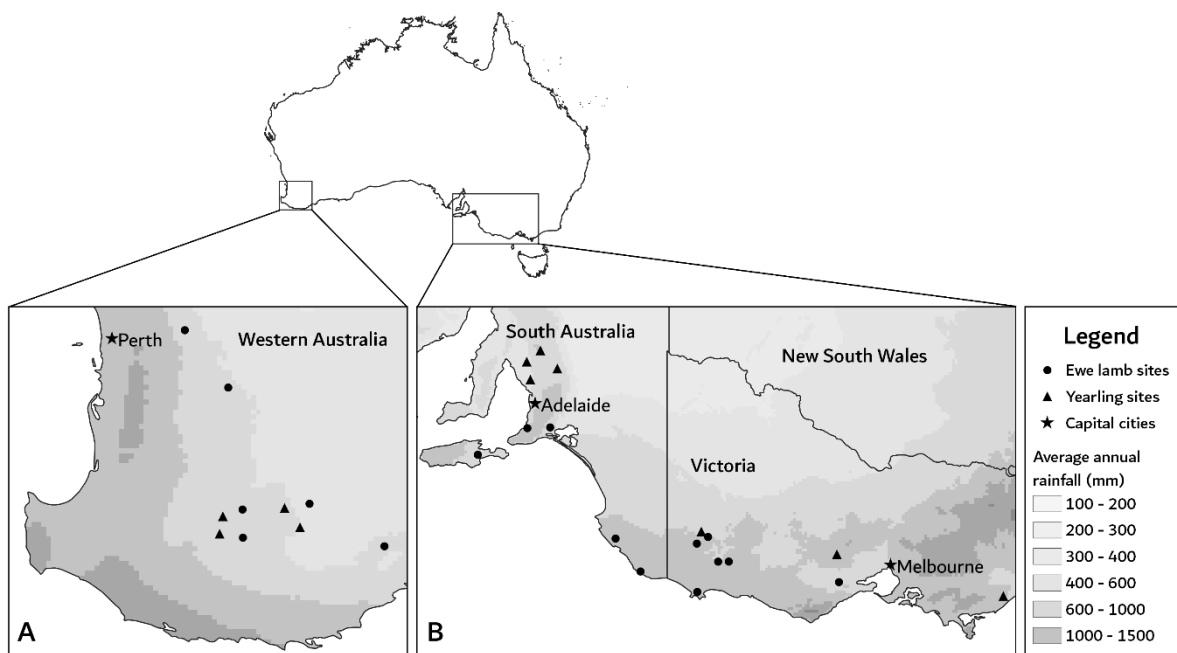 Perth
Western Australia
A
South Australia
New South Wales
Adelaide
Victoria
Melbourne
B
Legend
Ewe lamb sites
Yearling sites
Capital cities
Average annual
rainfall (mm)
100 - 200
200 - 300
300 - 400
400 - 600
600 - 1000
1000 - 1500